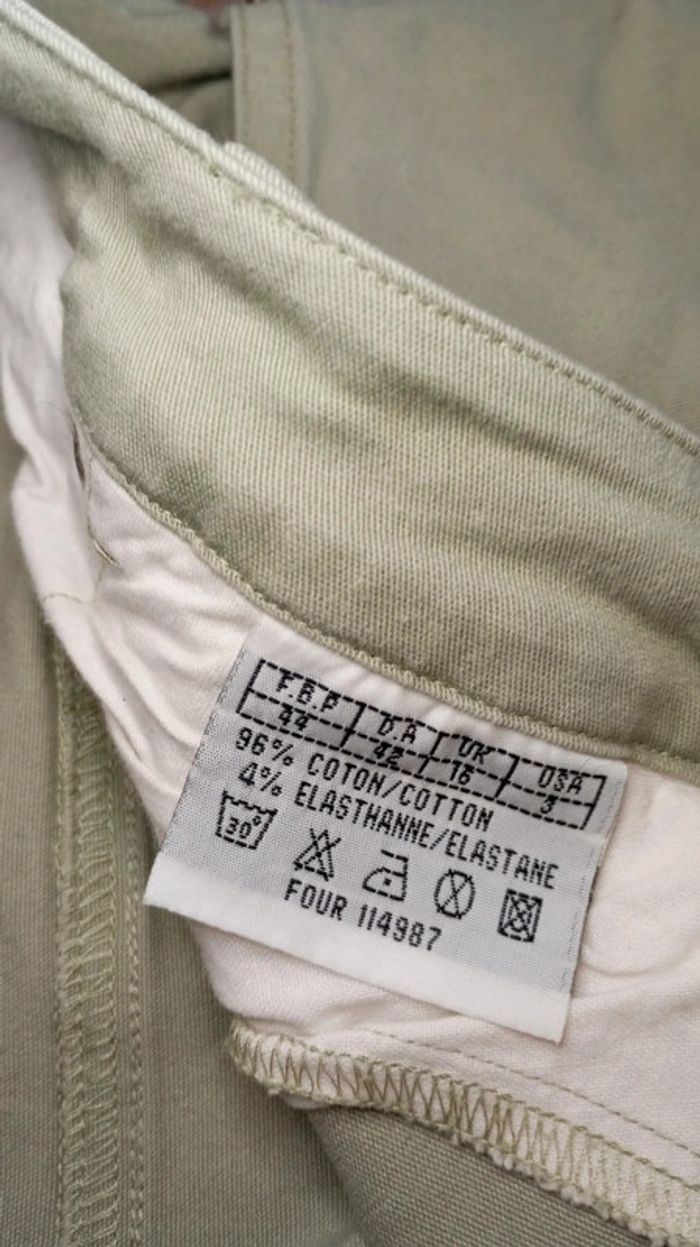 F.B.P D.A UK USA
44 42 16 3
96% COTON/COTTON
4% ELASTHANNE/ELASTANE
30°
FOUR 114987